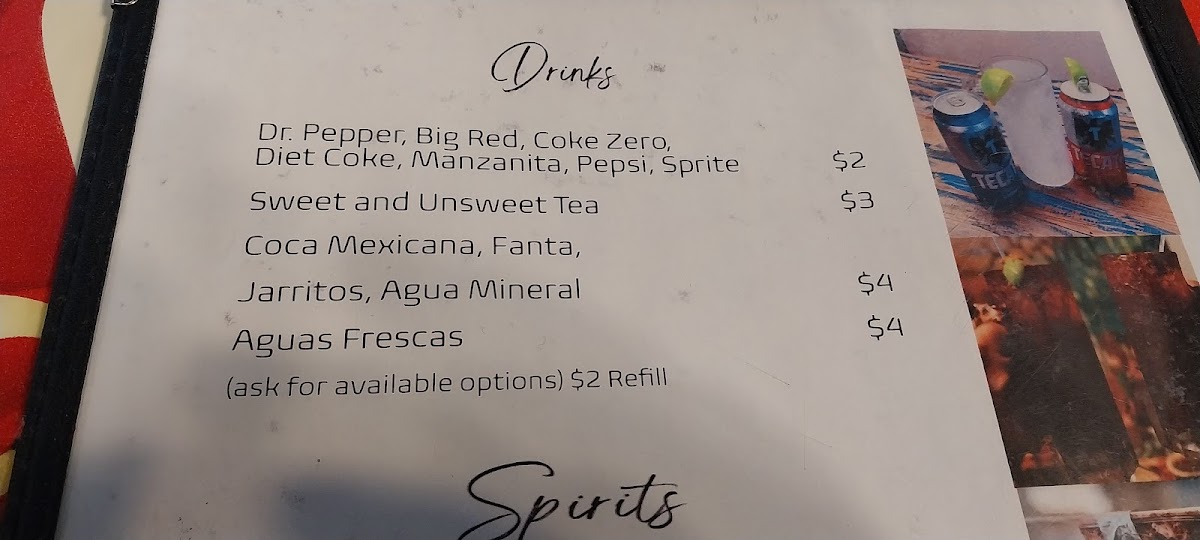 Drinks
Dr. Pepper, Big Red, Coke Zero,
Diet Coke, Manzanita, Pepsi, Sprite $2
Sweet and Unsweet Tea $3
Coca Mexicana, Fanta,
Jarritos, Agua Mineral $4
Aguas Frescas $4
(ask for available options) $2 Refill
Spirits
TECATE